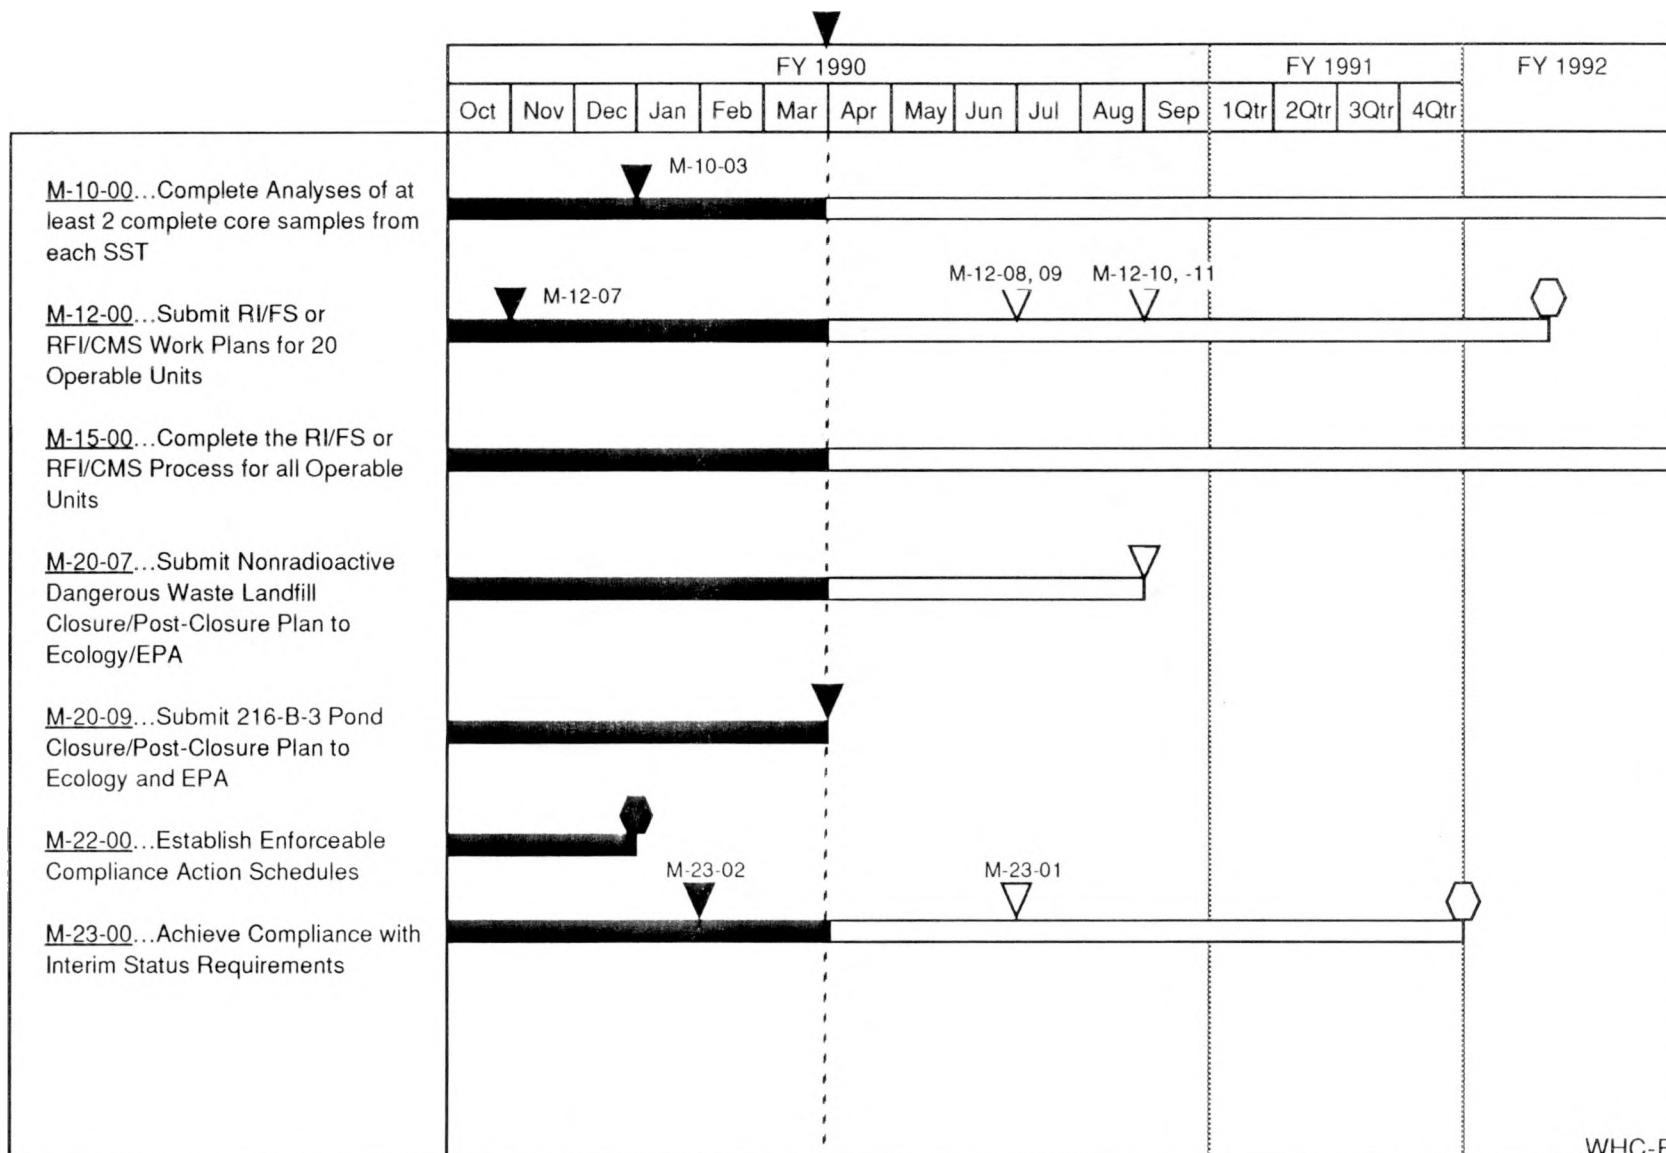 FY 1990 FY 1991 FY 1992
Oct Nov Dec Jan Feb Mar Apr May Jun Jul Aug Sep 1Qtr 2Qtr 3Qtr 4Qtr
M-10-03
M-10-00...Complete Analyses of at
least 2 complete core samples from
each SST
M-12-08, 09 M-12-10, -11
M-12-07
M-12-00...Submit RI/FS or
RFI/CMS Work Plans for 20
Operable Units
M-15-00...Complete the RI/FS or
RFI/CMS Process for all Operable
Units
M-20-07...Submit Nonradioactive
Dangerous Waste Landfill
Closure/Post-Closure Plan to
Ecology/EPA
M-20-09...Submit 216-B-3 Pond
Closure/Post-Closure Plan to
Ecology and EPA
M-22-00...Establish Enforceable
Compliance Action Schedules
M-23-02 M-23-01
M-23-00...Achieve Compliance with
Interim Status Requirements